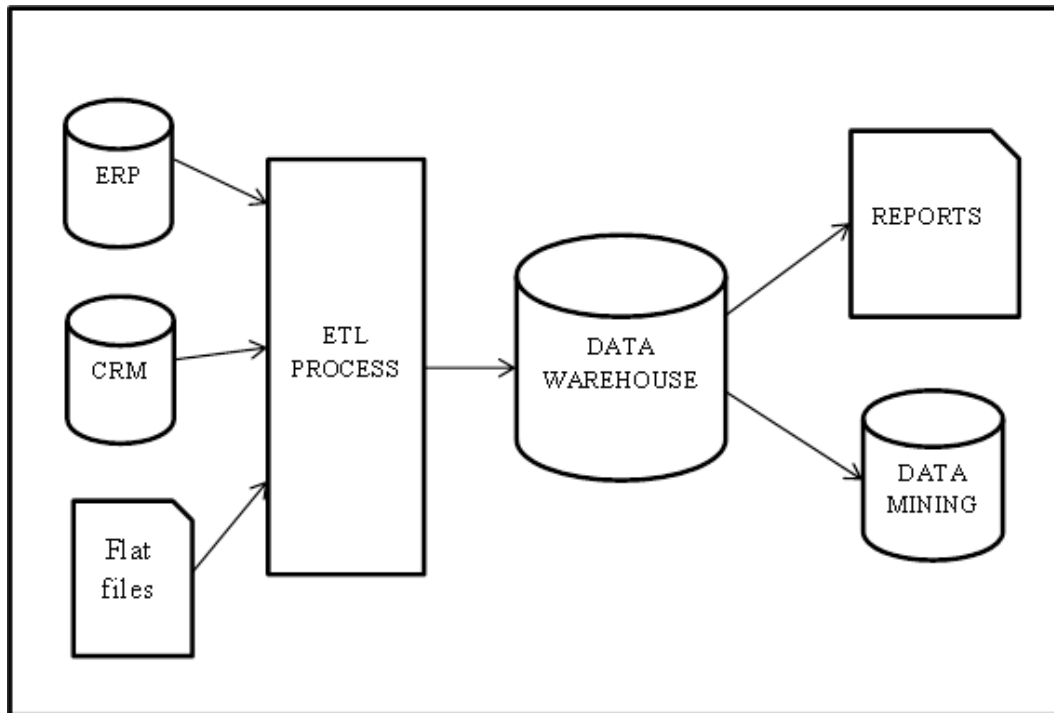 ERP
CRM
Flat
files
ETL
PROCESS
DATA
WAREHOUSE
REPORTS
DATA
MINING